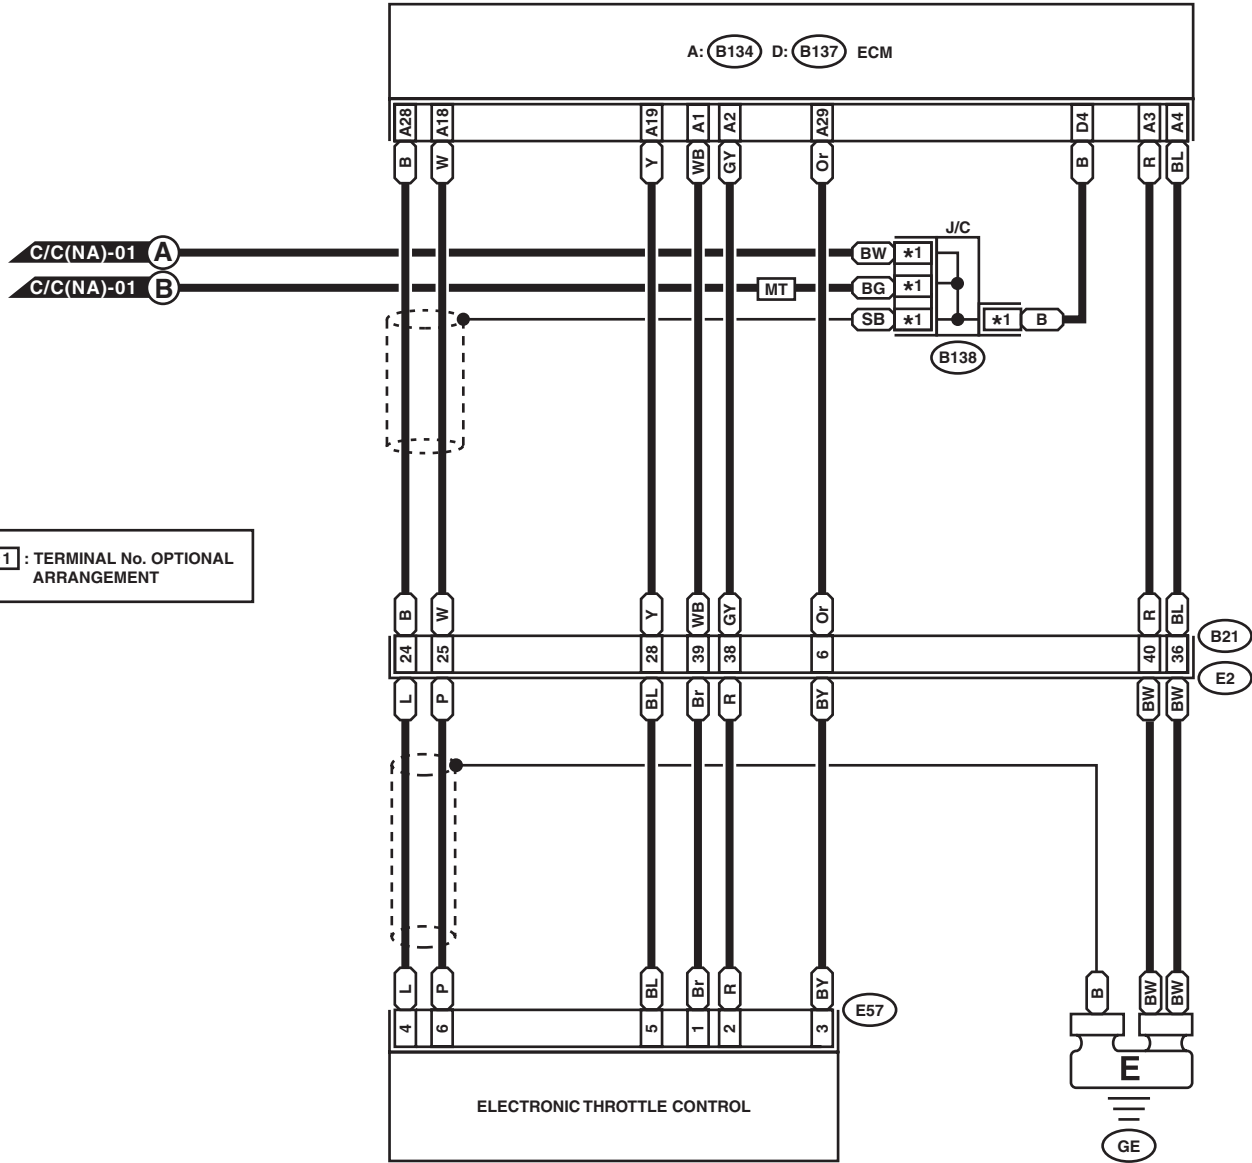 A: B134 D: B137 ECM
A28 A18 A19 A1 A2 A29 D4 A3 A4
B W Y WB GY Or B R BL
J/C
C/C(NA)-01 A BW *1
C/C(NA)-01 B MT BG *1
SB *1 *1 B
B138
1 : TERMINAL No. OPTIONAL
ARRANGEMENT
B W Y WB GY Or R BL
24 25 28 39 38 6 40 36 B21
E2
L P BL Br R BY BW BW
L P BL Br R BY B BW BW
E57
4 6 5 1 2 3
E
ELECTRONIC THROTTLE CONTROL
GE